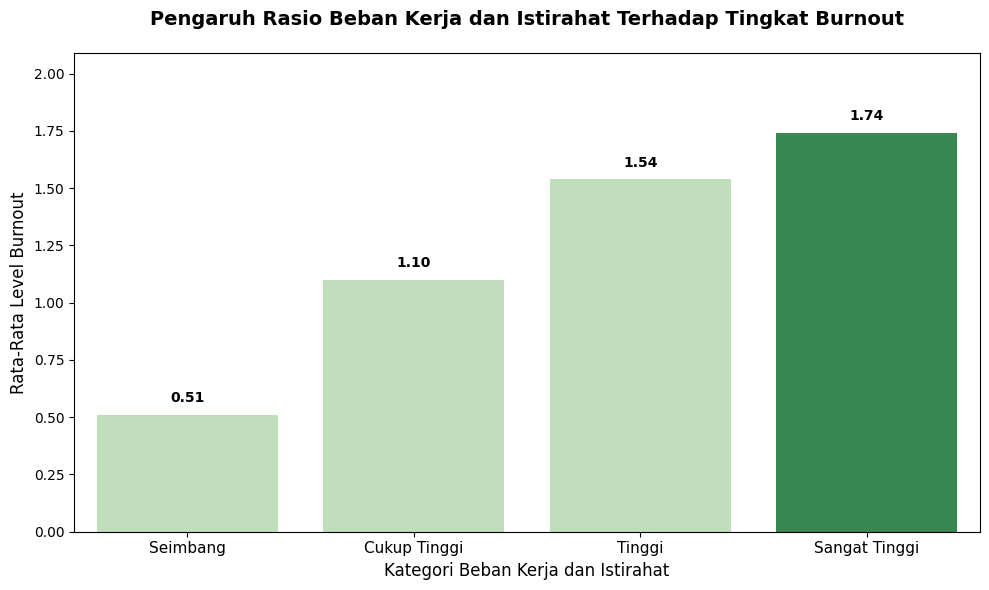 Pengaruh Rasio Beban Kerja dan Istirahat Terhadap Tingkat Burnout
Rata-Rata Level Burnout
2.00
1.75
1.50
1.25
1.00
0.75
0.50
0.25
0.00
0.51
1.10
1.54
1.74
Seimbang
Cukup Tinggi
Tinggi
Sangat Tinggi
Kategori Beban Kerja dan Istirahat